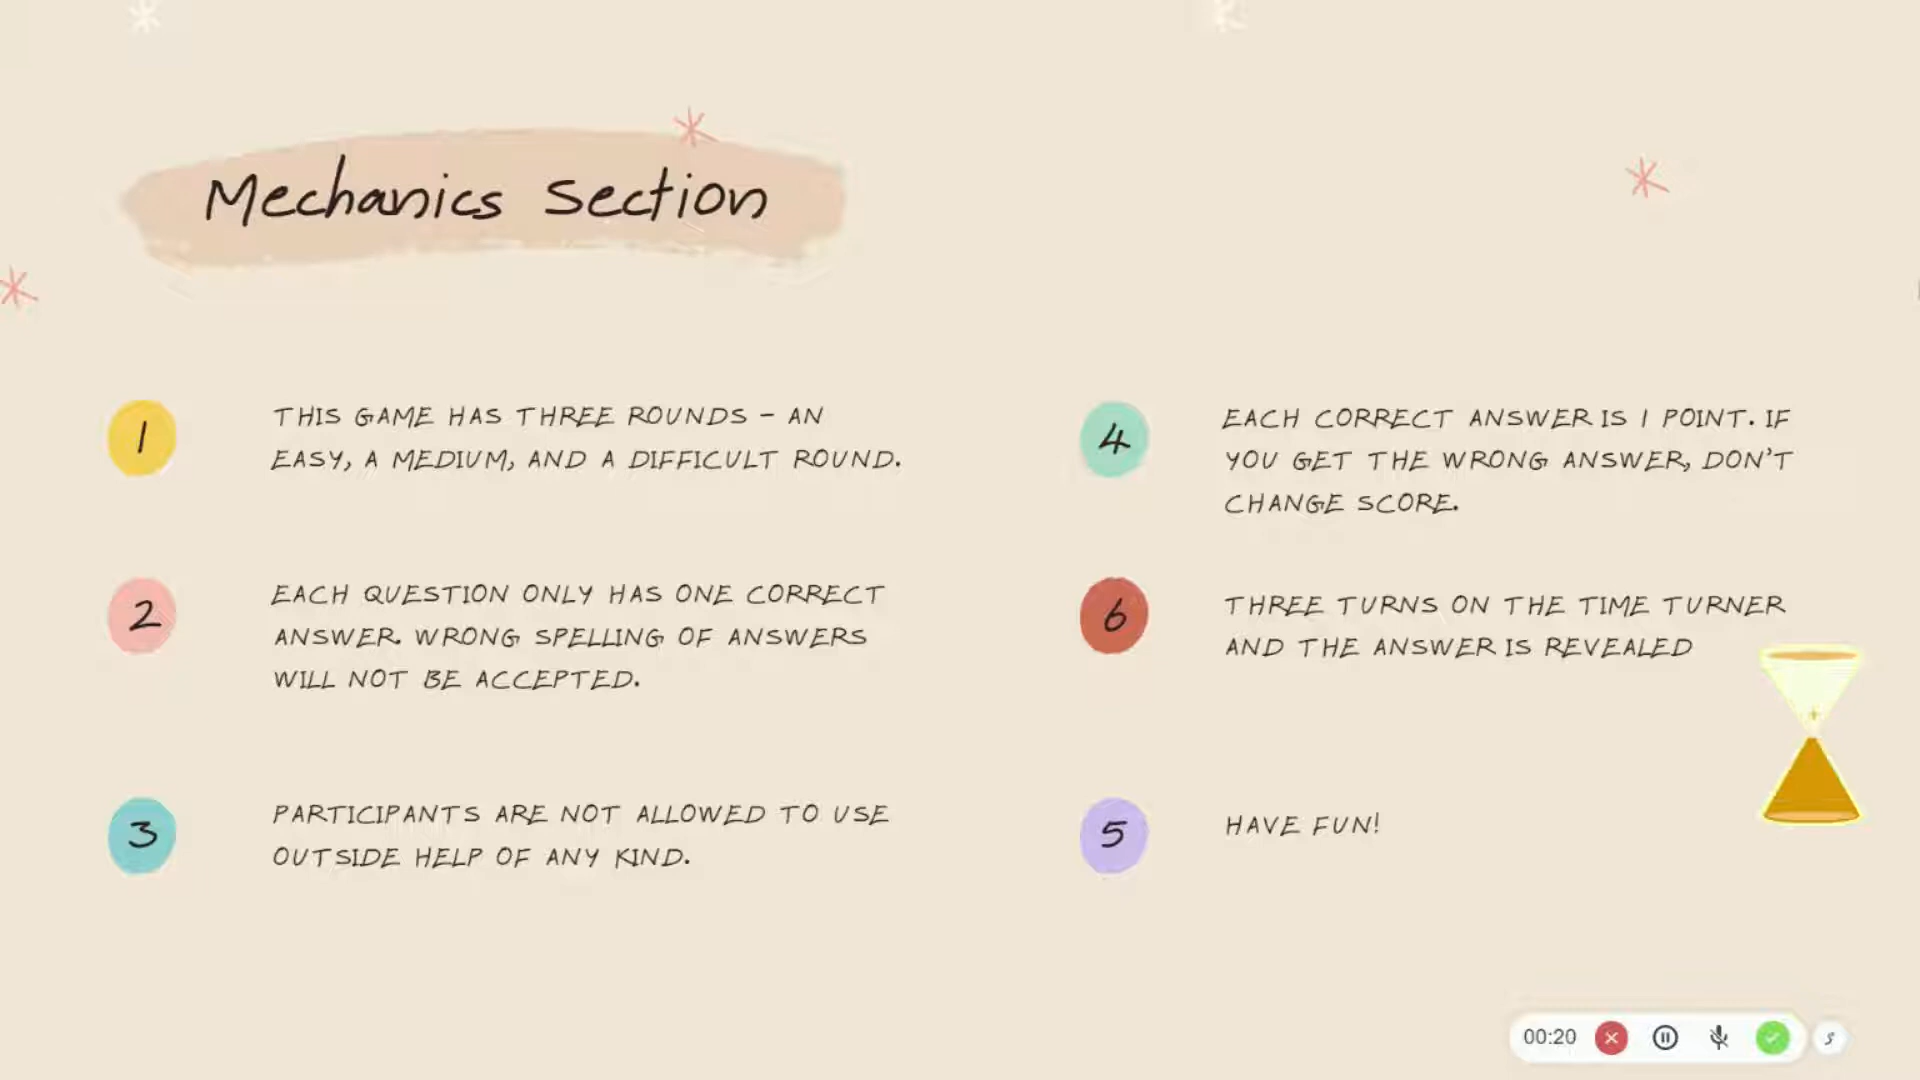 Mechanics Section
1
THIS GAME HAS THREE ROUNDS - AN
EASY, A MEDIUM, AND A DIFFICULT ROUND.
2
EACH QUESTION ONLY HAS ONE CORRECT
ANSWER. WRONG SPELLING OF ANSWERS
WILL NOT BE ACCEPTED.
3
PARTICIPANTS ARE NOT ALLOWED TO USE
OUTSIDE HELP OF ANY KIND.
4
EACH CORRECT ANSWER IS 1 POINT. IF
YOU GET THE WRONG ANSWER, DON'T
CHANGE SCORE.
6
THREE TURNS ON THE TIME TURNER
AND THE ANSWER IS REVEALED
5
HAVE FUN!
00:20
S